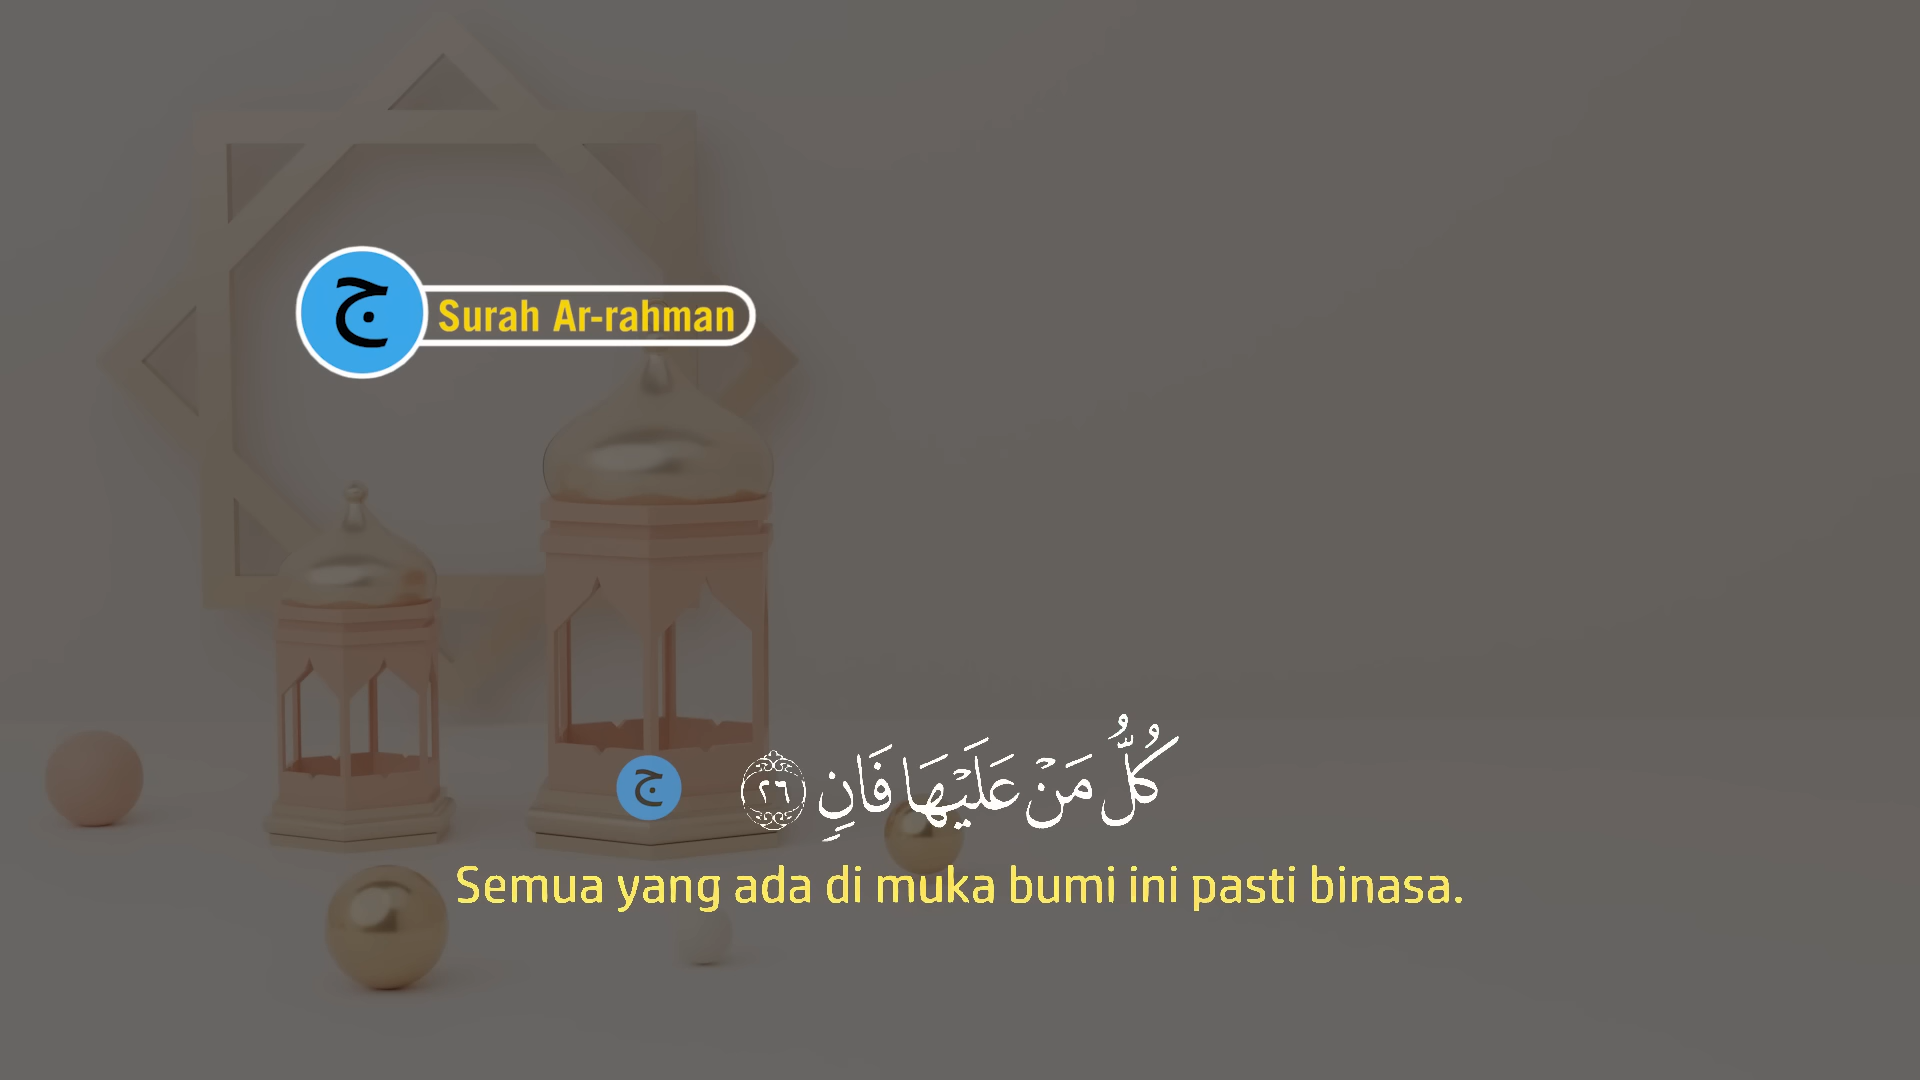 ج
Surah Ar-rahman
كُلُّ مَنْ عَلَيْهَا فَانٍ ٢٦ ج
Semua yang ada di muka bumi ini pasti binasa.